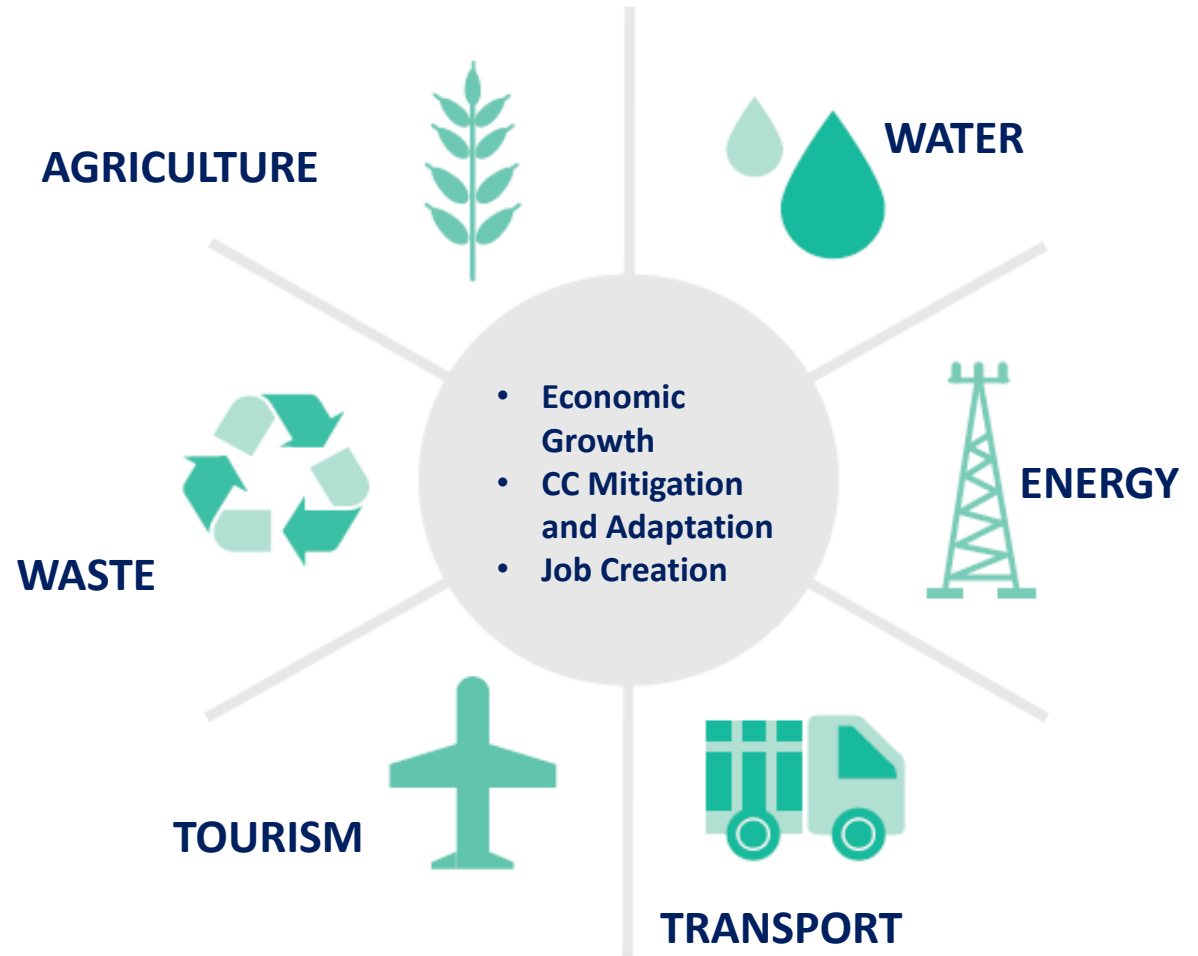 AGRICULTURE
WATER
• Economic
Growth
• CC Mitigation
and Adaptation
• Job Creation
ENERGY
WASTE
TOURISM
TRANSPORT